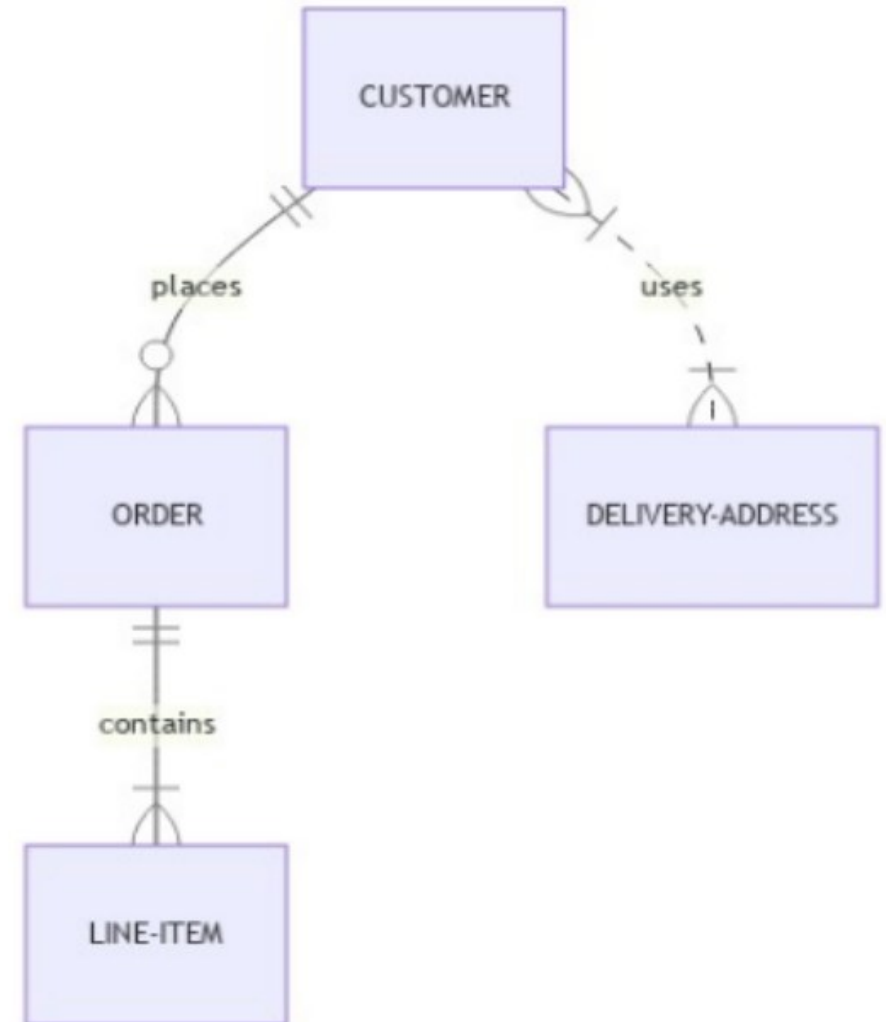 CUSTOMER
places
uses
ORDER
DELIVERY-ADDRESS
contains
LINE-ITEM